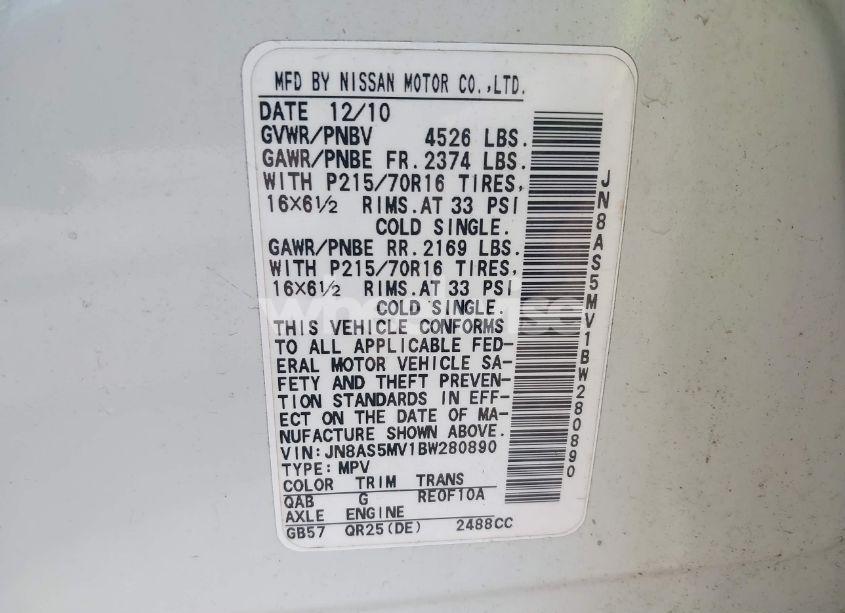 MFD BY NISSAN MOTOR CO.,LTD.
DATE 12/10
GVWR/PNBV 4526 LBS.
GAWR/PNBE FR. 2374 LBS.
WITH P215/70R16 TIRES,
16×6½ RIMS. AT 33 PSI
COLD SINGLE.
GAWR/PNBE RR. 2169 LBS.
WITH P215/70R16 TIRES,
16×6½ RIMS. AT 33 PSI
COLD SINGLE.
THIS VEHICLE CONFORMS
TO ALL APPLICABLE FED-
ERAL MOTOR VEHICLE SA-
FETY AND THEFT PREVEN-
TION STANDARDS IN EFF-
ECT ON THE DATE OF MA-
NUFACTURE SHOWN ABOVE.
VIN: JN8AS5MV1BW280890
TYPE: MPV
COLOR TRIM TRANS
QAB G RE0F10A
AXLE ENGINE
GB57 QR25(DE) 2488CC
JN8AS5MV1BW280890